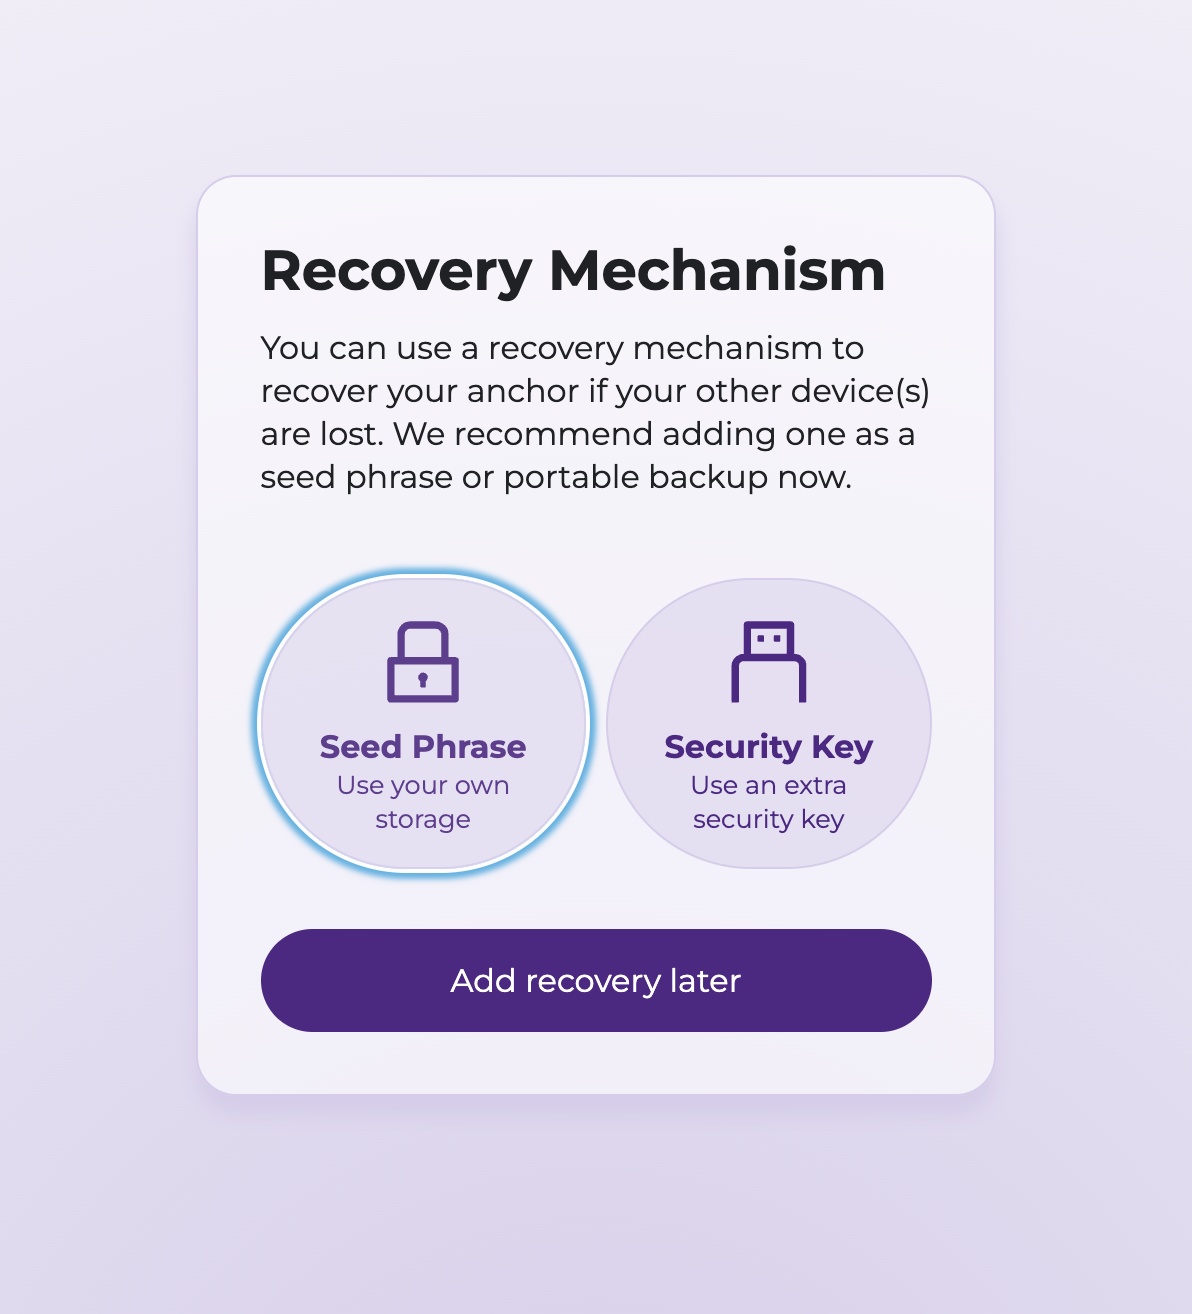 Recovery Mechanism
You can use a recovery mechanism to
recover your anchor if your other device(s)
are lost. We recommend adding one as a
seed phrase or portable backup now.
Seed Phrase
Use your own
storage
Security Key
Use an extra
security key
Add recovery later